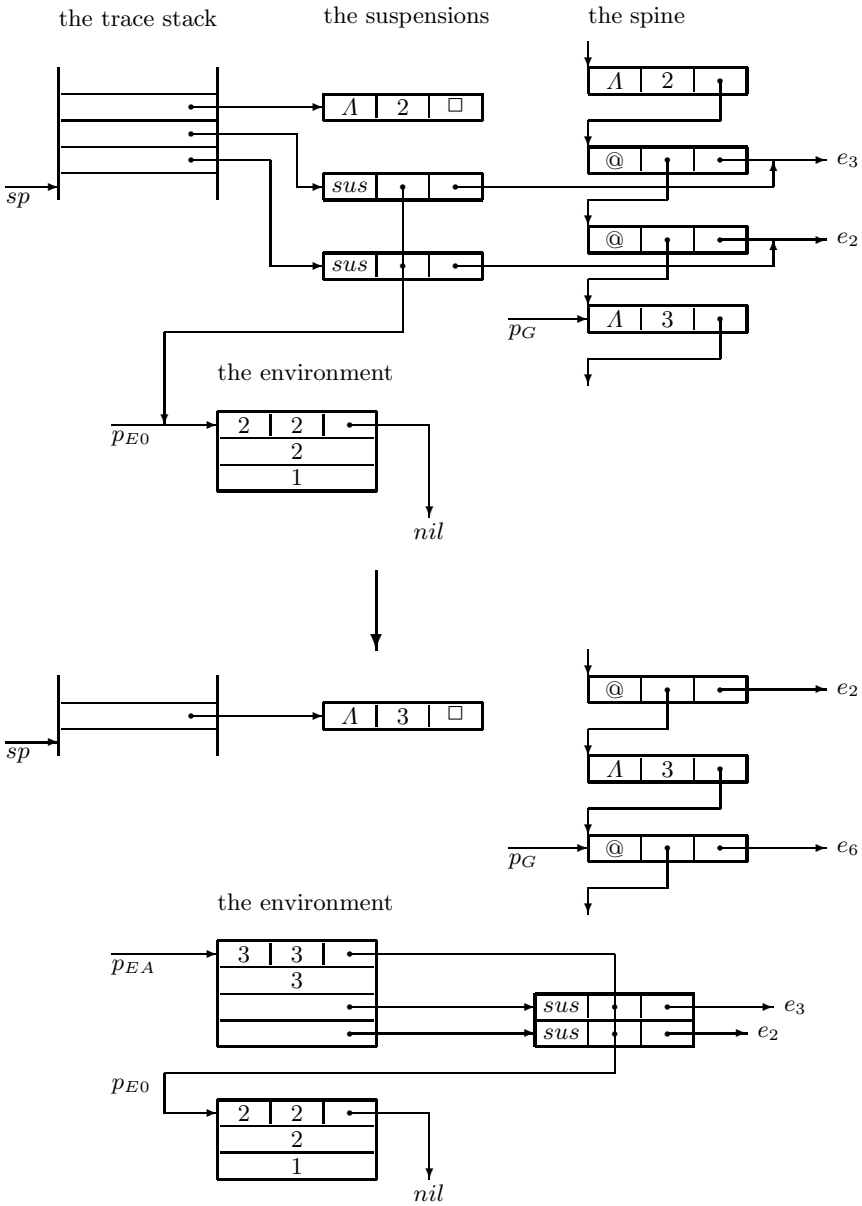 the trace stack the suspensions the spine
Λ 2
Λ 2 □
@ e3
sp sus
@ e2
sus
pG Λ 3
the environment
pE0 2 2
2
1
nil
@ e2
Λ 3 □
sp
Λ 3
pG @ e6
the environment
pEA 3 3
3
sus e3
sus e2
pE0
2 2
2
1
nil